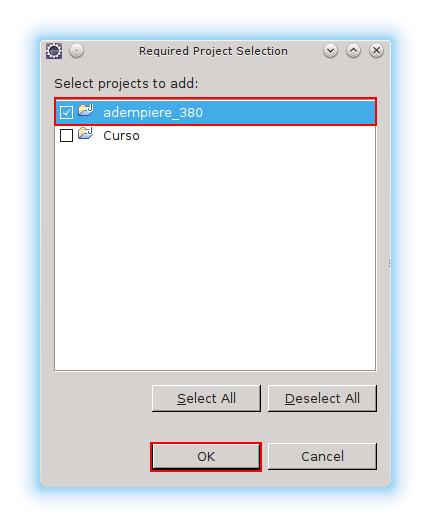 Required Project Selection
Select projects to add:
adempiere_380
Curso
Select All
Deselect All
OK
Cancel